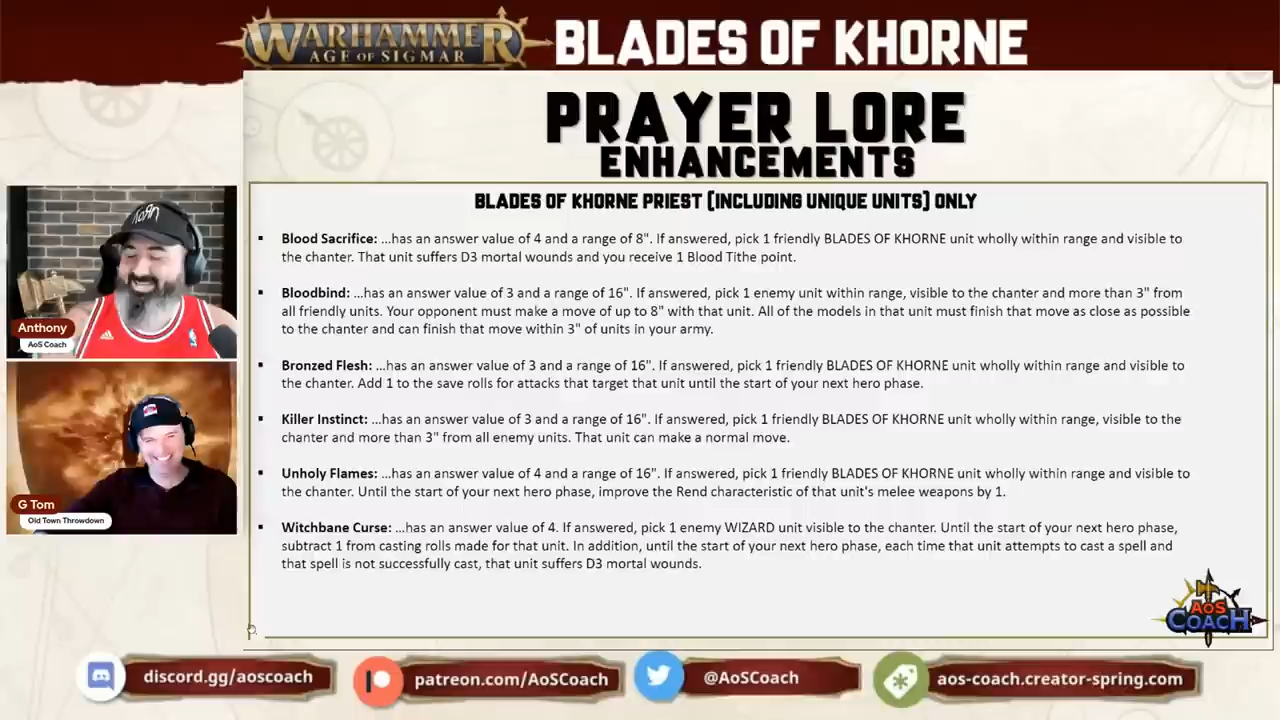 WARHAMMER
AGE OF SIGMAR
BLADES OF KHORNE
PRAYER LORE
ENHANCEMENTS
BLADES OF KHORNE PRIEST (INCLUDING UNIQUE UNITS) ONLY
▪ Blood Sacrifice: ...has an answer value of 4 and a range of 8". If answered, pick 1 friendly BLADES OF KHORNE unit wholly within range and visible to
the chanter. That unit suffers D3 mortal wounds and you receive 1 Blood Tithe point.
▪ Bloodbind: ...has an answer value of 3 and a range of 16". If answered, pick 1 enemy unit within range, visible to the chanter and more than 3" from
all friendly units. Your opponent must make a move of up to 8" with that unit. All of the models in that unit must finish that move as close as possible
to the chanter and can finish that move within 3" of units in your army.
▪ Bronzed Flesh: ...has an answer value of 3 and a range of 16". If answered, pick 1 friendly BLADES OF KHORNE unit wholly within range and visible to
the chanter. Add 1 to the save rolls for attacks that target that unit until the start of your next hero phase.
▪ Killer Instinct: ...has an answer value of 3 and a range of 16". If answered, pick 1 friendly BLADES OF KHORNE unit wholly within range, visible to the
chanter and more than 3" from all enemy units. That unit can make a normal move.
▪ Unholy Flames: ...has an answer value of 4 and a range of 16". If answered, pick 1 friendly BLADES OF KHORNE unit wholly within range and visible to
the chanter. Until the start of your next hero phase, improve the Rend characteristic of that unit's melee weapons by 1.
▪ Witchbane Curse: ...has an answer value of 4. If answered, pick 1 enemy WIZARD unit visible to the chanter. Until the start of your next hero phase,
subtract 1 from casting rolls made for that unit. In addition, until the start of your next hero phase, each time that unit attempts to cast a spell and
that spell is not successfully cast, that unit suffers D3 mortal wounds.
KoRn
Anthony
AoS Coach
G Tom
Old Town Throwdown
AoS
COACH
discord.gg/aoscoach
patreon.com/AoSCoach
@AoSCoach
aos-coach.creator-spring.com